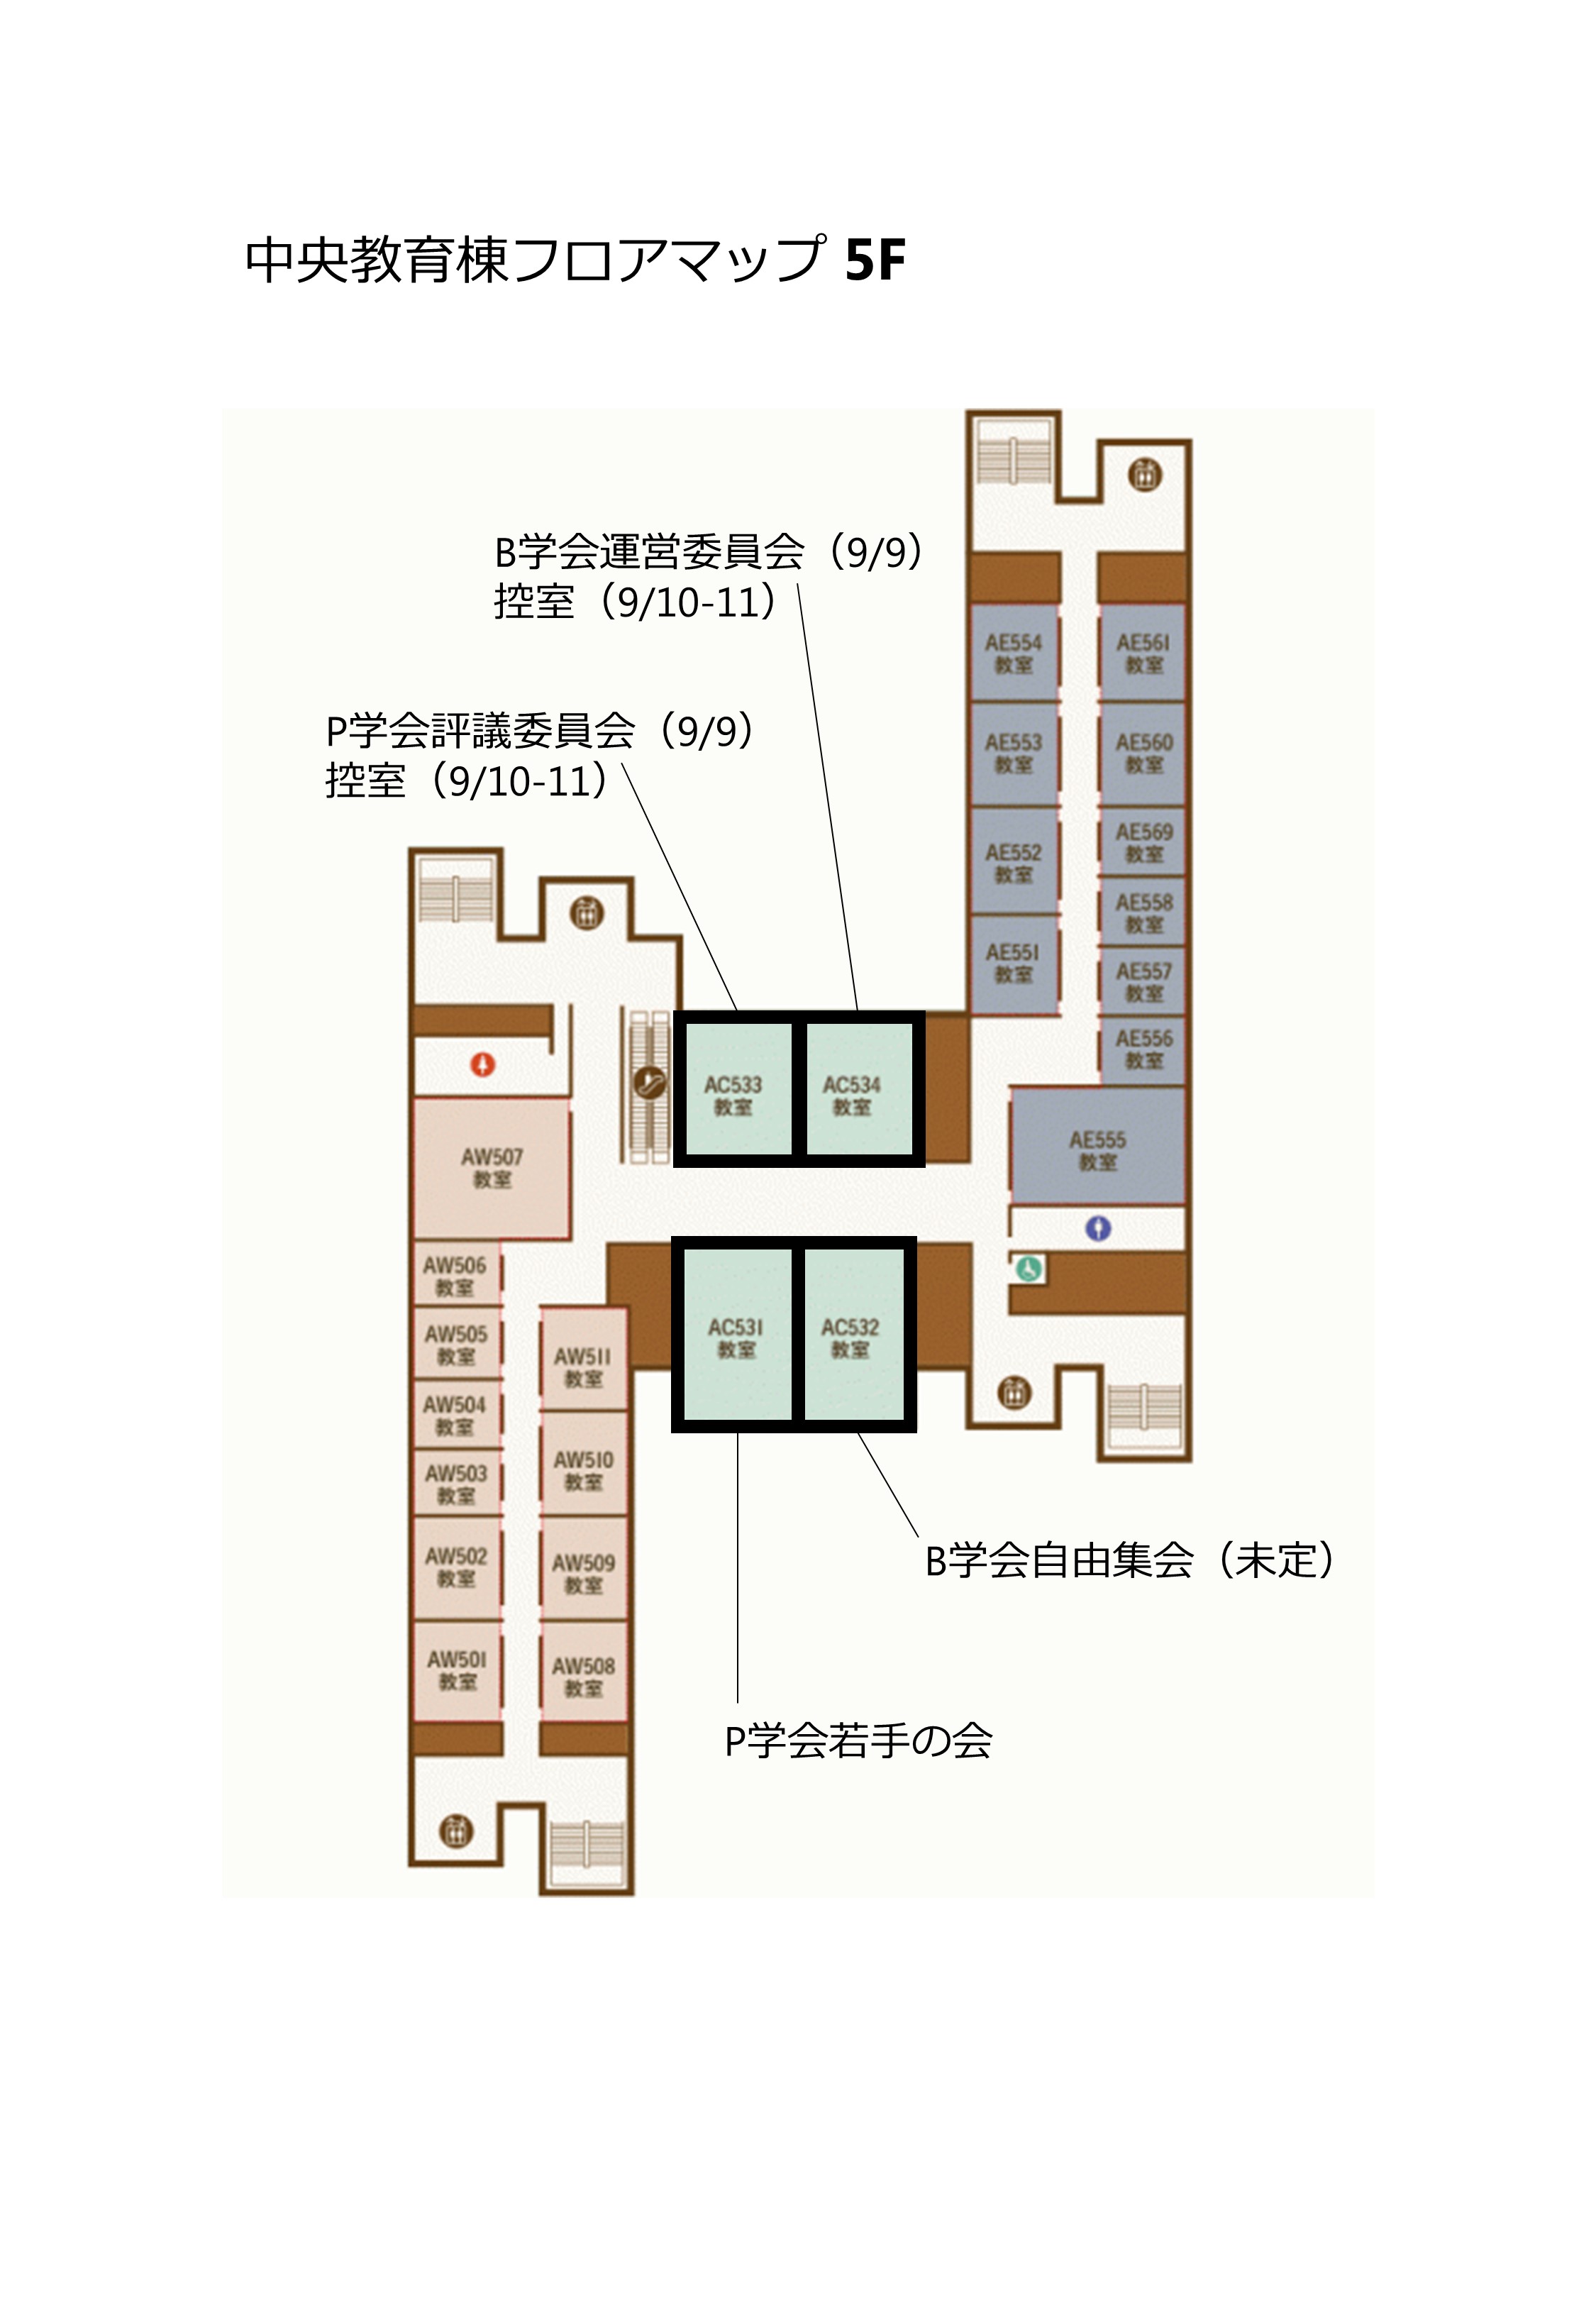 中央教育棟フロアマップ 5F
B学会運営委員会（9/9）
控室（9/10-11）
P学会評議委員会（9/9）
控室（9/10-11）
AE554
教室
AE561
教室
AE553
教室
AE560
教室
AE552
教室
AE569
教室
AE558
教室
AE551
教室
AE557
教室
AE556
教室
AC533
教室
AC534
教室
AE555
教室
AW507
教室
AW506
教室
AW505
教室
AW504
教室
AW503
教室
AW502
教室
AW501
教室
AW511
教室
AW510
教室
AW509
教室
AW508
教室
AC531
教室
AC532
教室
B学会自由集会（未定）
P学会若手の会